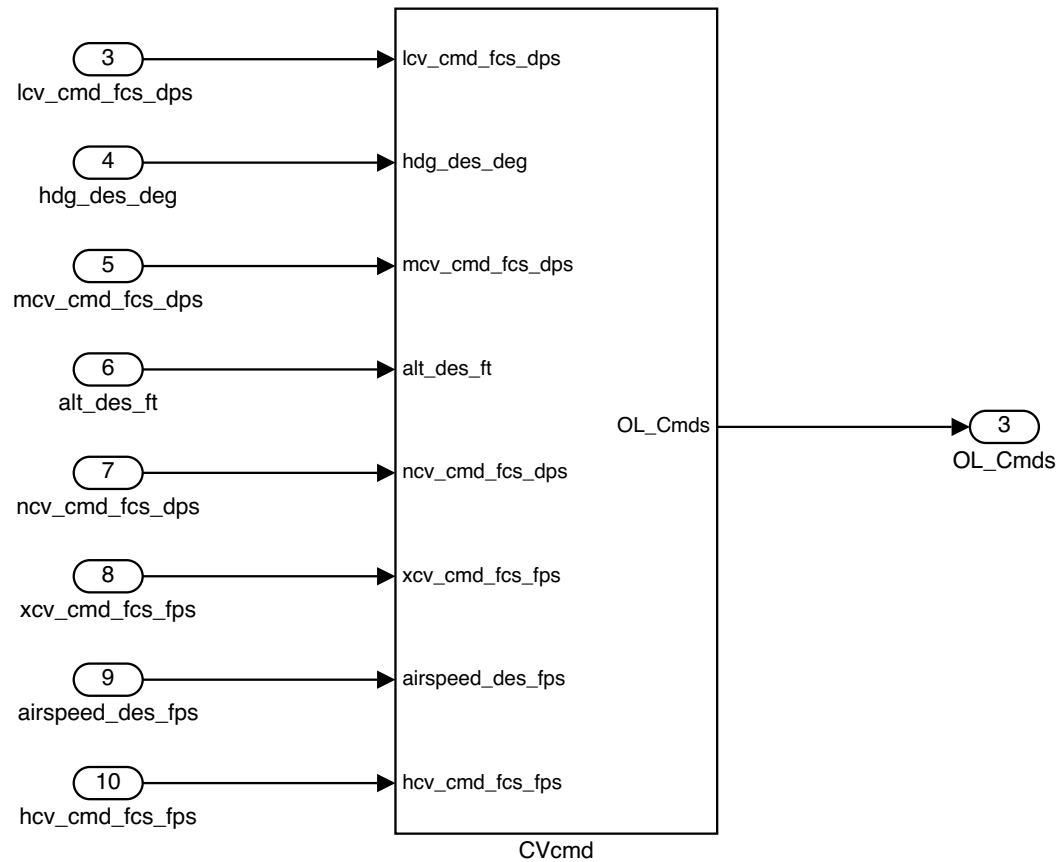 3
lcv_cmd_fcs_dps
lcv_cmd_fcs_dps
4
hdg_des_deg
hdg_des_deg
5
mcv_cmd_fcs_dps
mcv_cmd_fcs_dps
6
alt_des_ft
alt_des_ft
OL_Cmds
3
OL_Cmds
7
ncv_cmd_fcs_dps
ncv_cmd_fcs_dps
8
xcv_cmd_fcs_fps
xcv_cmd_fcs_fps
9
airspeed_des_fps
airspeed_des_fps
10
hcv_cmd_fcs_fps
hcv_cmd_fcs_fps
CVcmd